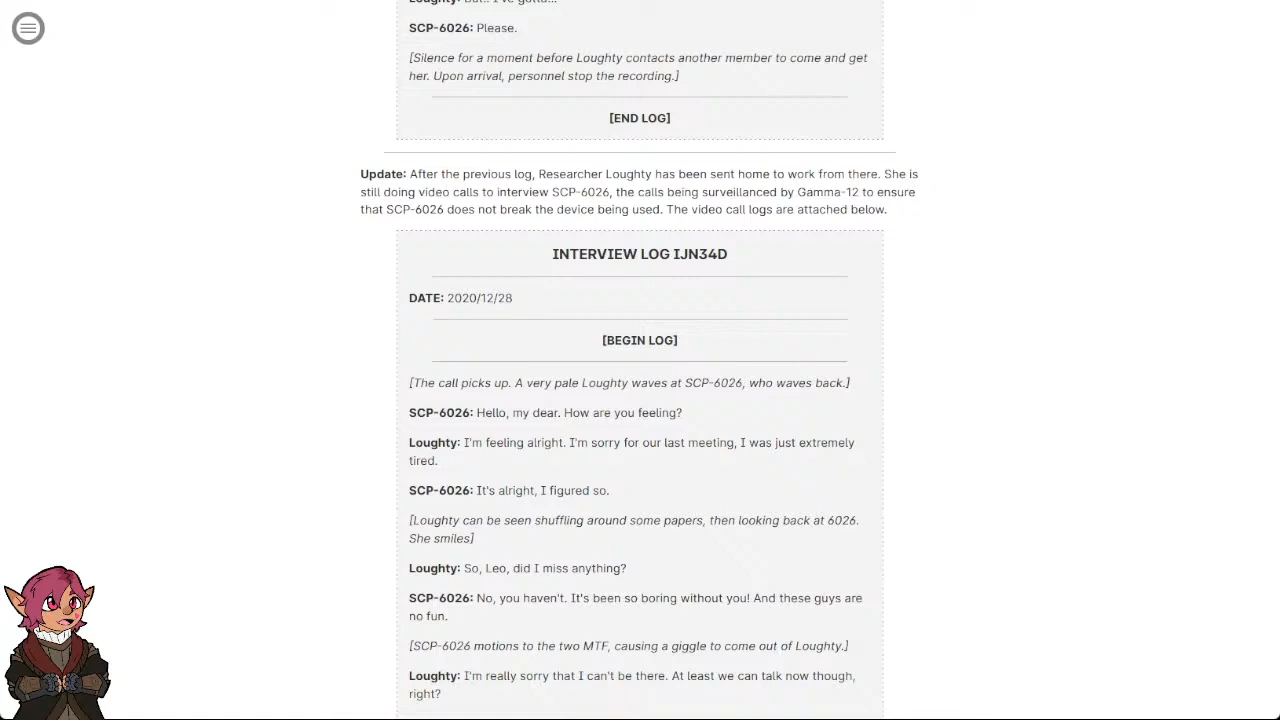 Loughty: But.. I've gotta...
SCP-6026: Please.
[Silence for a moment before Loughty contacts another member to come and get
her. Upon arrival, personnel stop the recording.]
[END LOG]
Update: After the previous log, Researcher Loughty has been sent home to work from there. She is
still doing video calls to interview SCP-6026, the calls being surveillanced by Gamma-12 to ensure
that SCP-6026 does not break the device being used. The video call logs are attached below.
INTERVIEW LOG IJN34D
DATE: 2020/12/28
[BEGIN LOG]
[The call picks up. A very pale Loughty waves at SCP-6026, who waves back.]
SCP-6026: Hello, my dear. How are you feeling?
Loughty: I'm feeling alright. I'm sorry for our last meeting, I was just extremely
tired.
SCP-6026: It's alright, I figured so.
[Loughty can be seen shuffling around some papers, then looking back at 6026.
She smiles]
Loughty: So, Leo, did I miss anything?
SCP-6026: No, you haven't. It's been so boring without you! And these guys are
no fun.
[SCP-6026 motions to the two MTF, causing a giggle to come out of Loughty.]
Loughty: I'm really sorry that I can't be there. At least we can talk now though,
right?